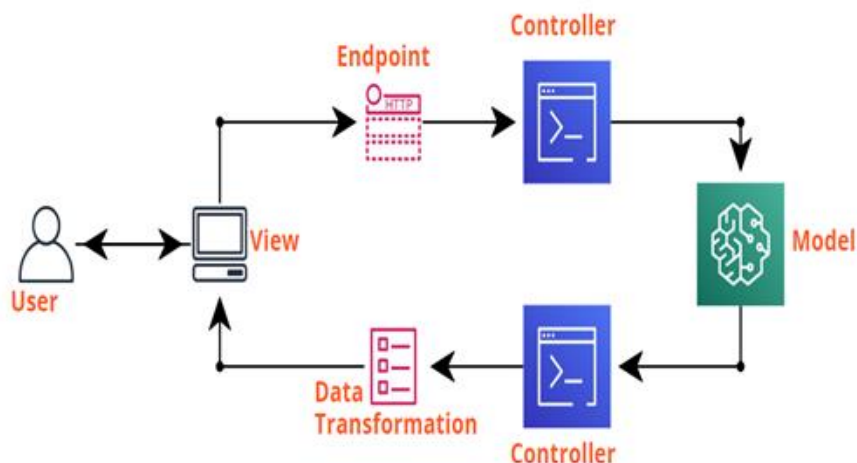 Controller
Endpoint
HTTP
View
User
Model
Data
Transformation
Controller